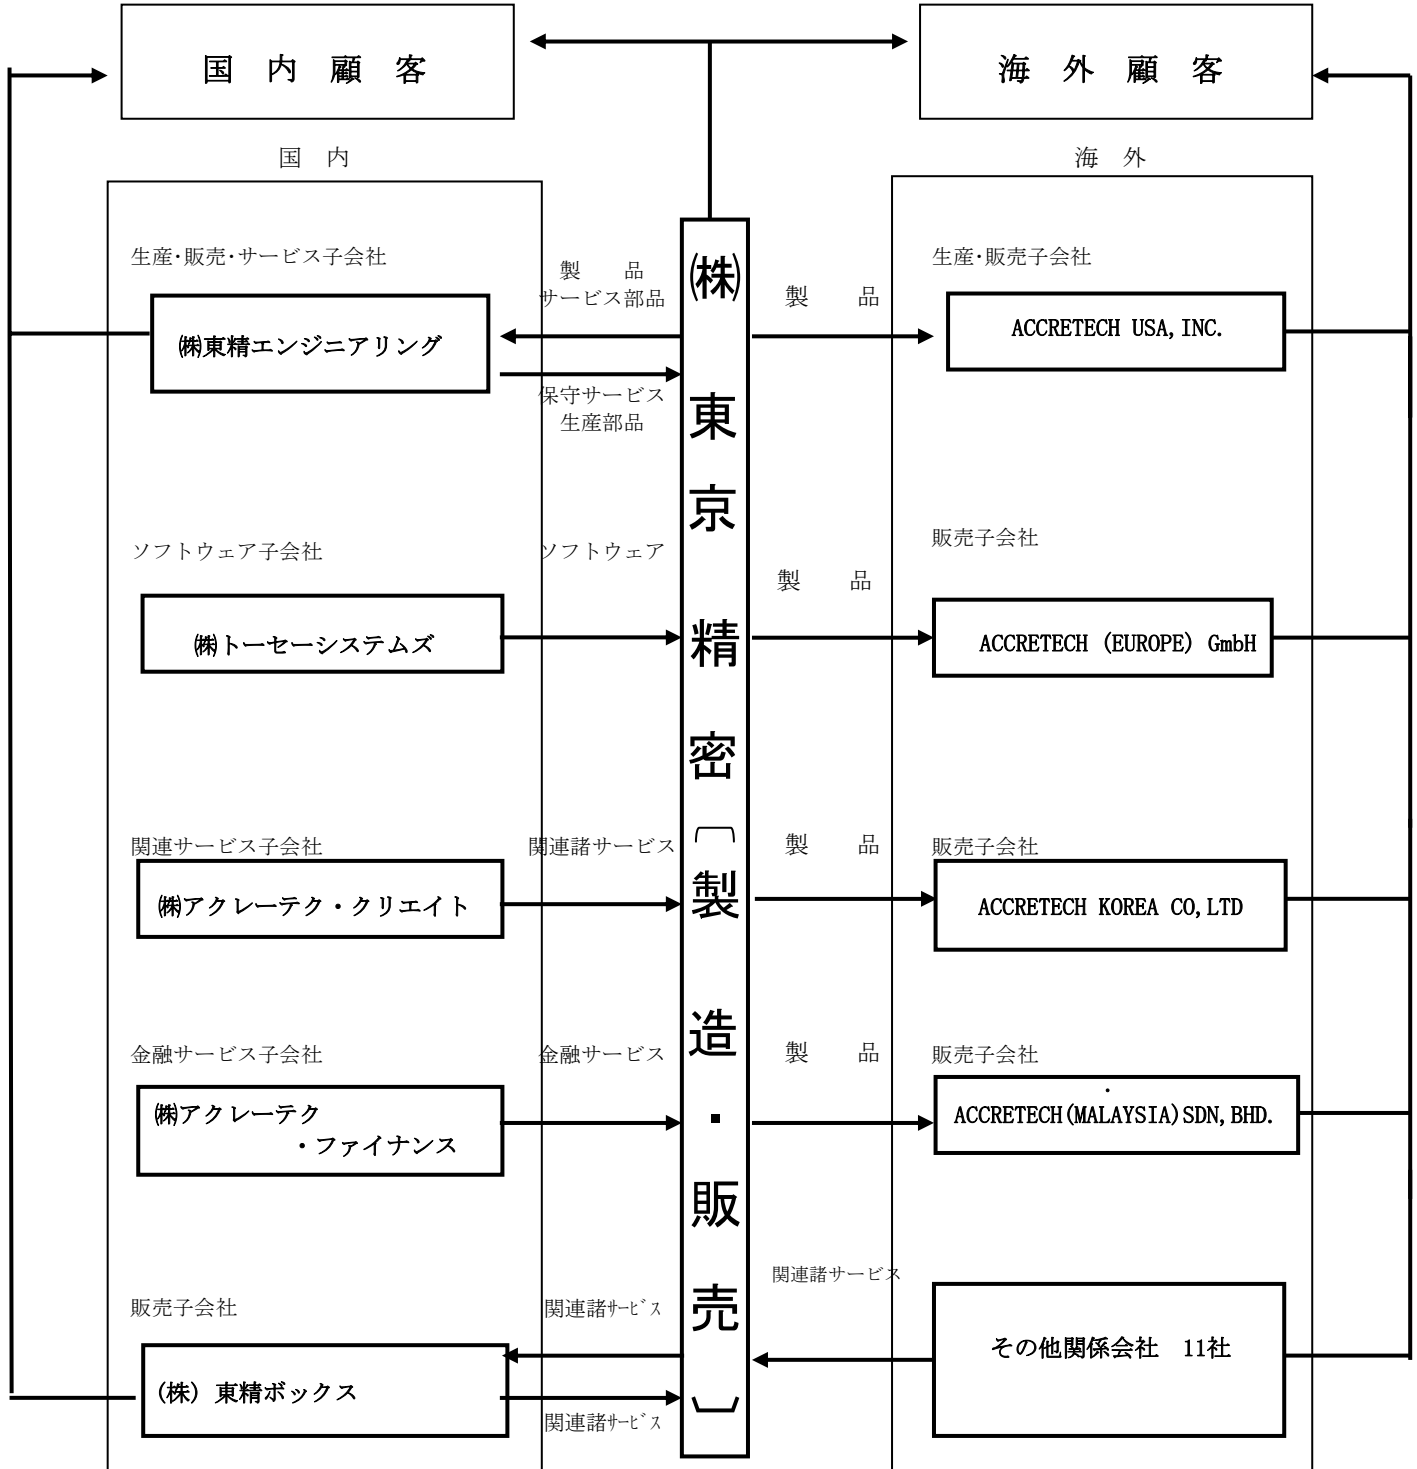 国 内 顧 客
海 外 顧 客
国 内
海 外
㈱東京精密〔製造・販売〕
生産・販売・サービス子会社
㈱東精エンジニアリング
製 品
サービス部品
保守サービス
生産部品
ソフトウェア子会社
ソフトウェア
㈱トーセーシステムズ
関連サービス子会社
関連諸サービス
㈱アクレーテク・クリエイト
金融サービス子会社
金融サービス
㈱アクレーテク
・ファイナンス
販売子会社
関連諸ｻｰﾋﾞｽ
(株) 東精ボックス
関連諸ｻｰﾋﾞｽ
生産・販売子会社
製 品
ACCRETECH USA, INC.
販売子会社
製 品
ACCRETECH (EUROPE) GmbH
製 品
販売子会社
ACCRETECH KOREA CO, LTD
製 品
販売子会社
・
ACCRETECH(MALAYSIA)SDN, BHD.
関連諸サービス
その他関係会社 11社